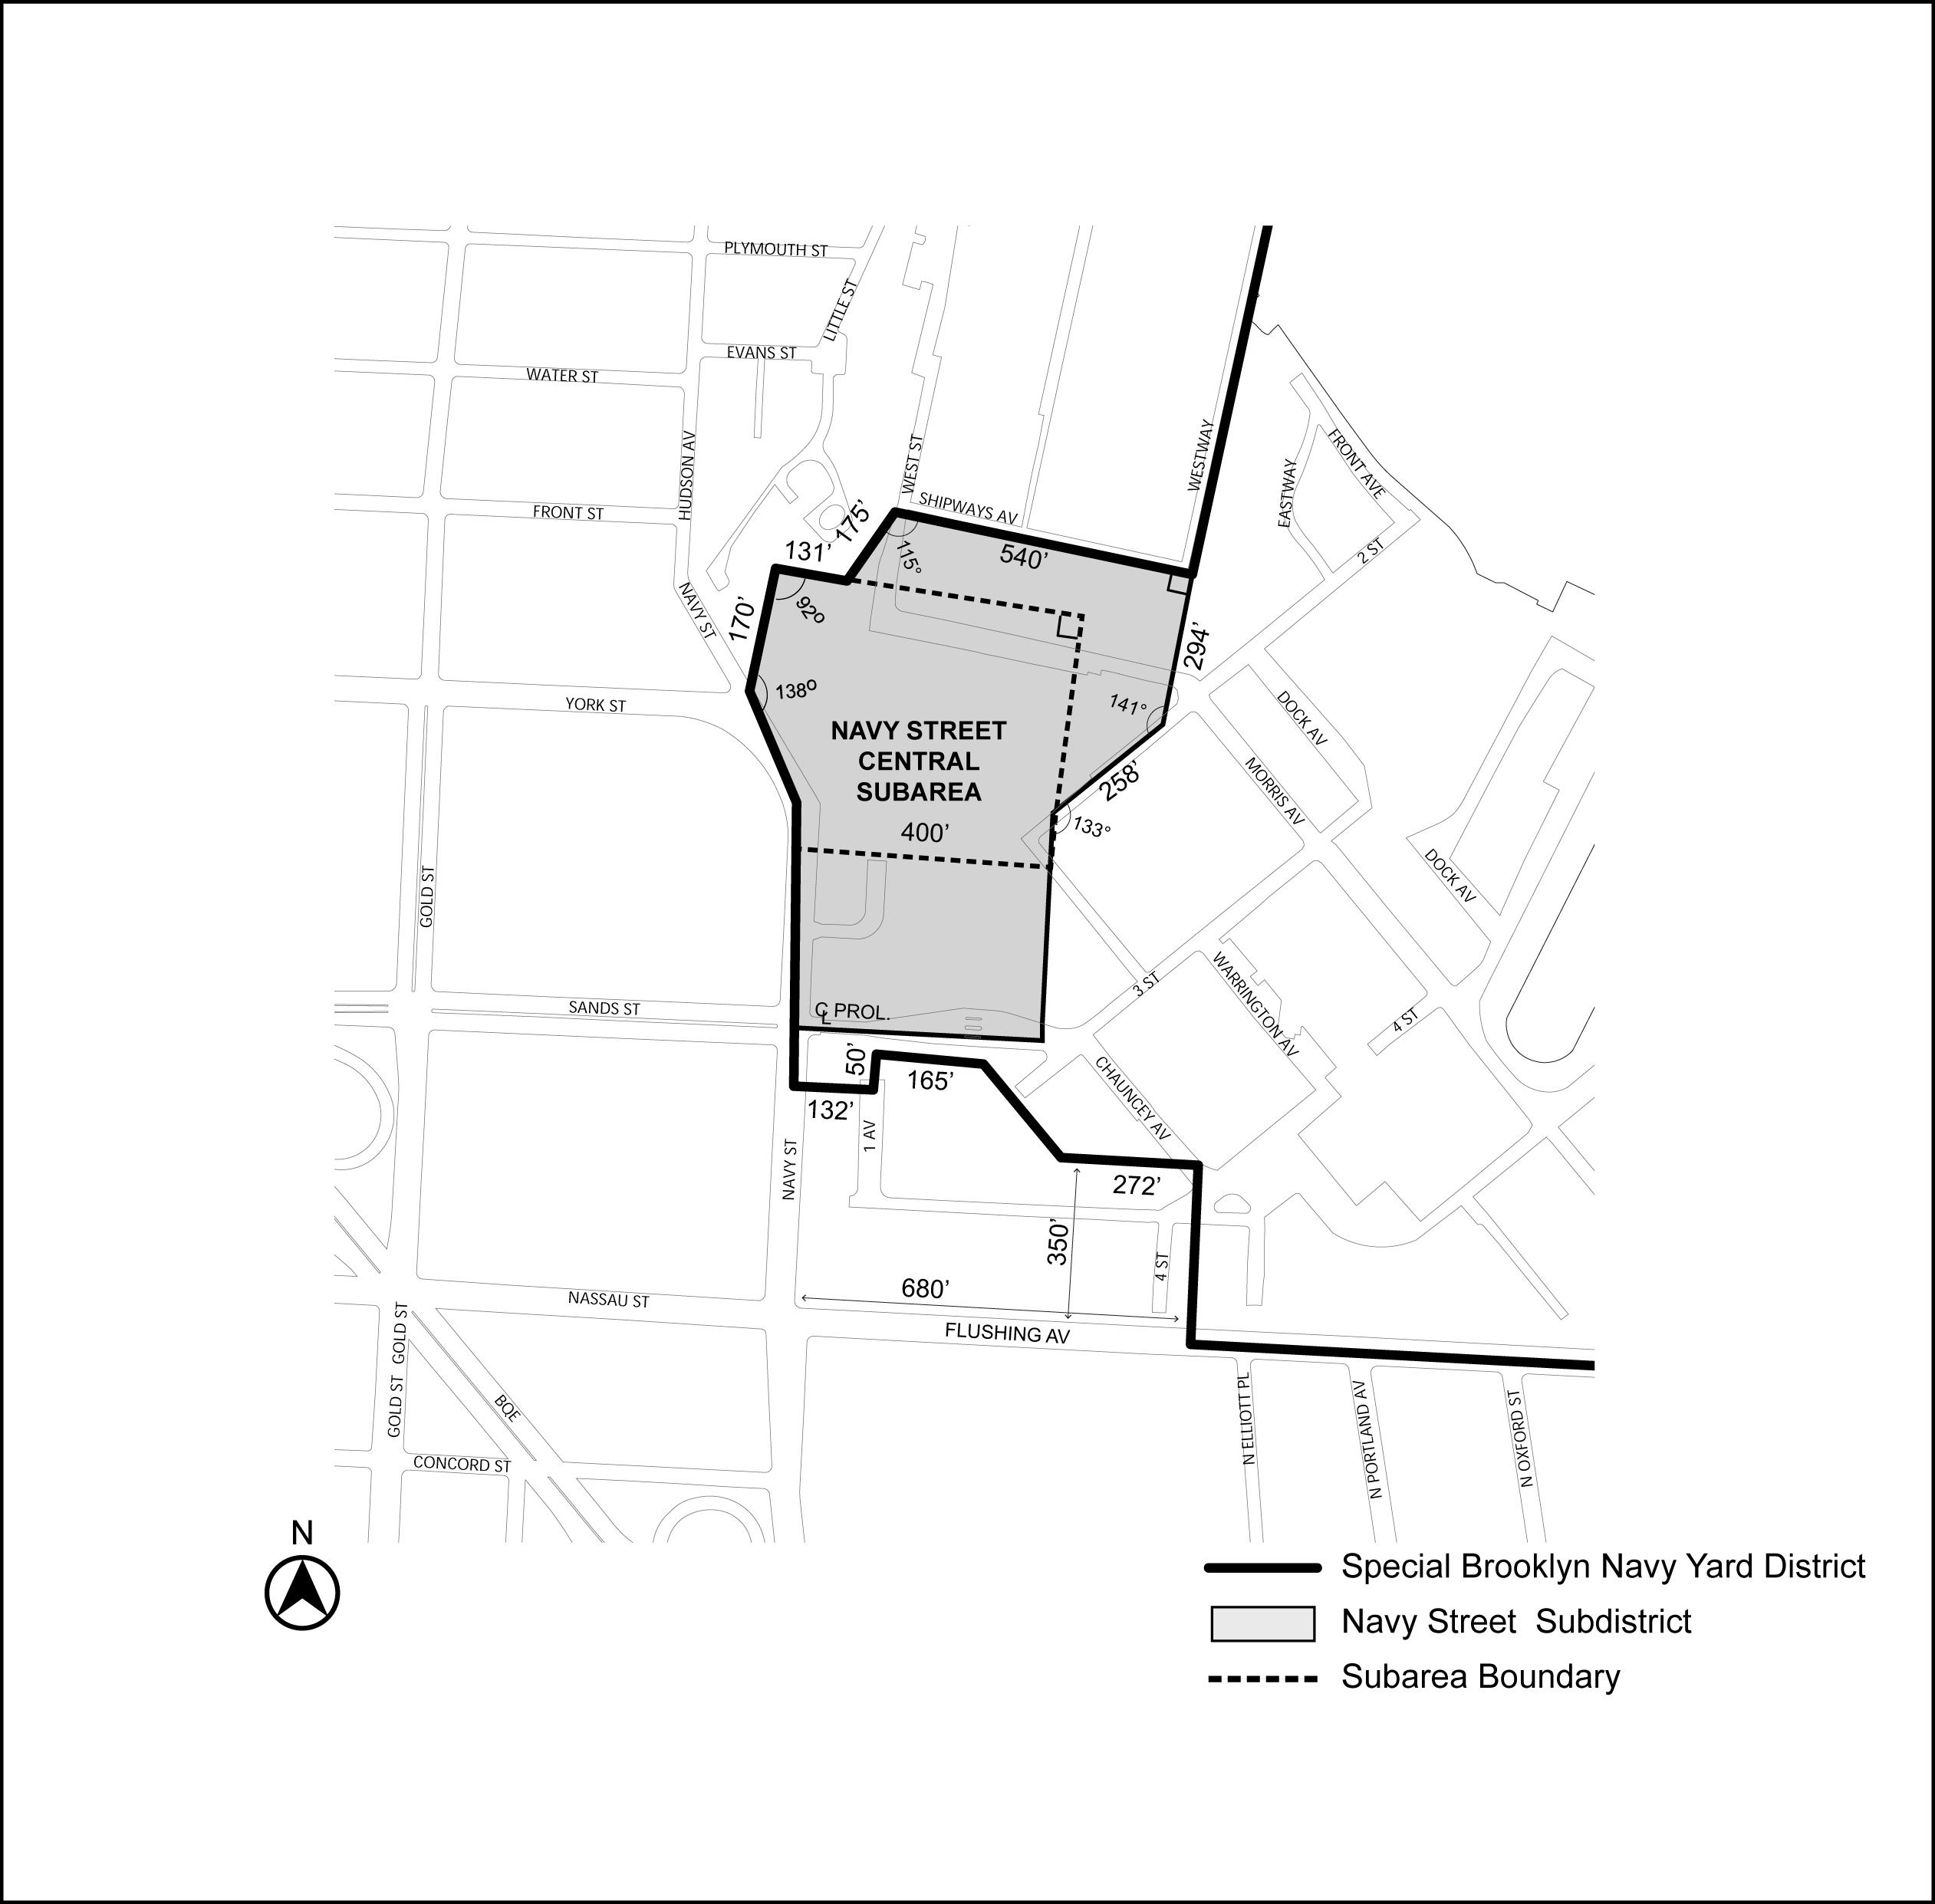 PLYMOUTH ST
LITTLE ST
EVANS ST
WATER ST
HUDSON AV
WEST ST
WESTWAY
FRONT AVE
EASTWAY
SHIPWAYS AV
FRONT ST
175’
131’
115°
540’
2 ST
92º
170’
NAVY ST
294’
138º
YORK ST
141°
DOCK AV
NAVY STREET
CENTRAL
SUBAREA
258’
MORRIS AV
400’
133°
GOLD ST
DOCK AV
3 ST
WARRINGTON AV
SANDS ST
CL PROL.
4 ST
50’
165’
132’
CHAUNCEY AV
1 AV
NAVY ST
272’
350’
4 ST
680’
NASSAU ST
FLUSHING AV
GOLD ST
GOLD ST
BQE
N ELLIOTT PL
N PORTLAND AV
N OXFORD ST
CONCORD ST
N
Special Brooklyn Navy Yard District
Navy Street Subdistrict
Subarea Boundary